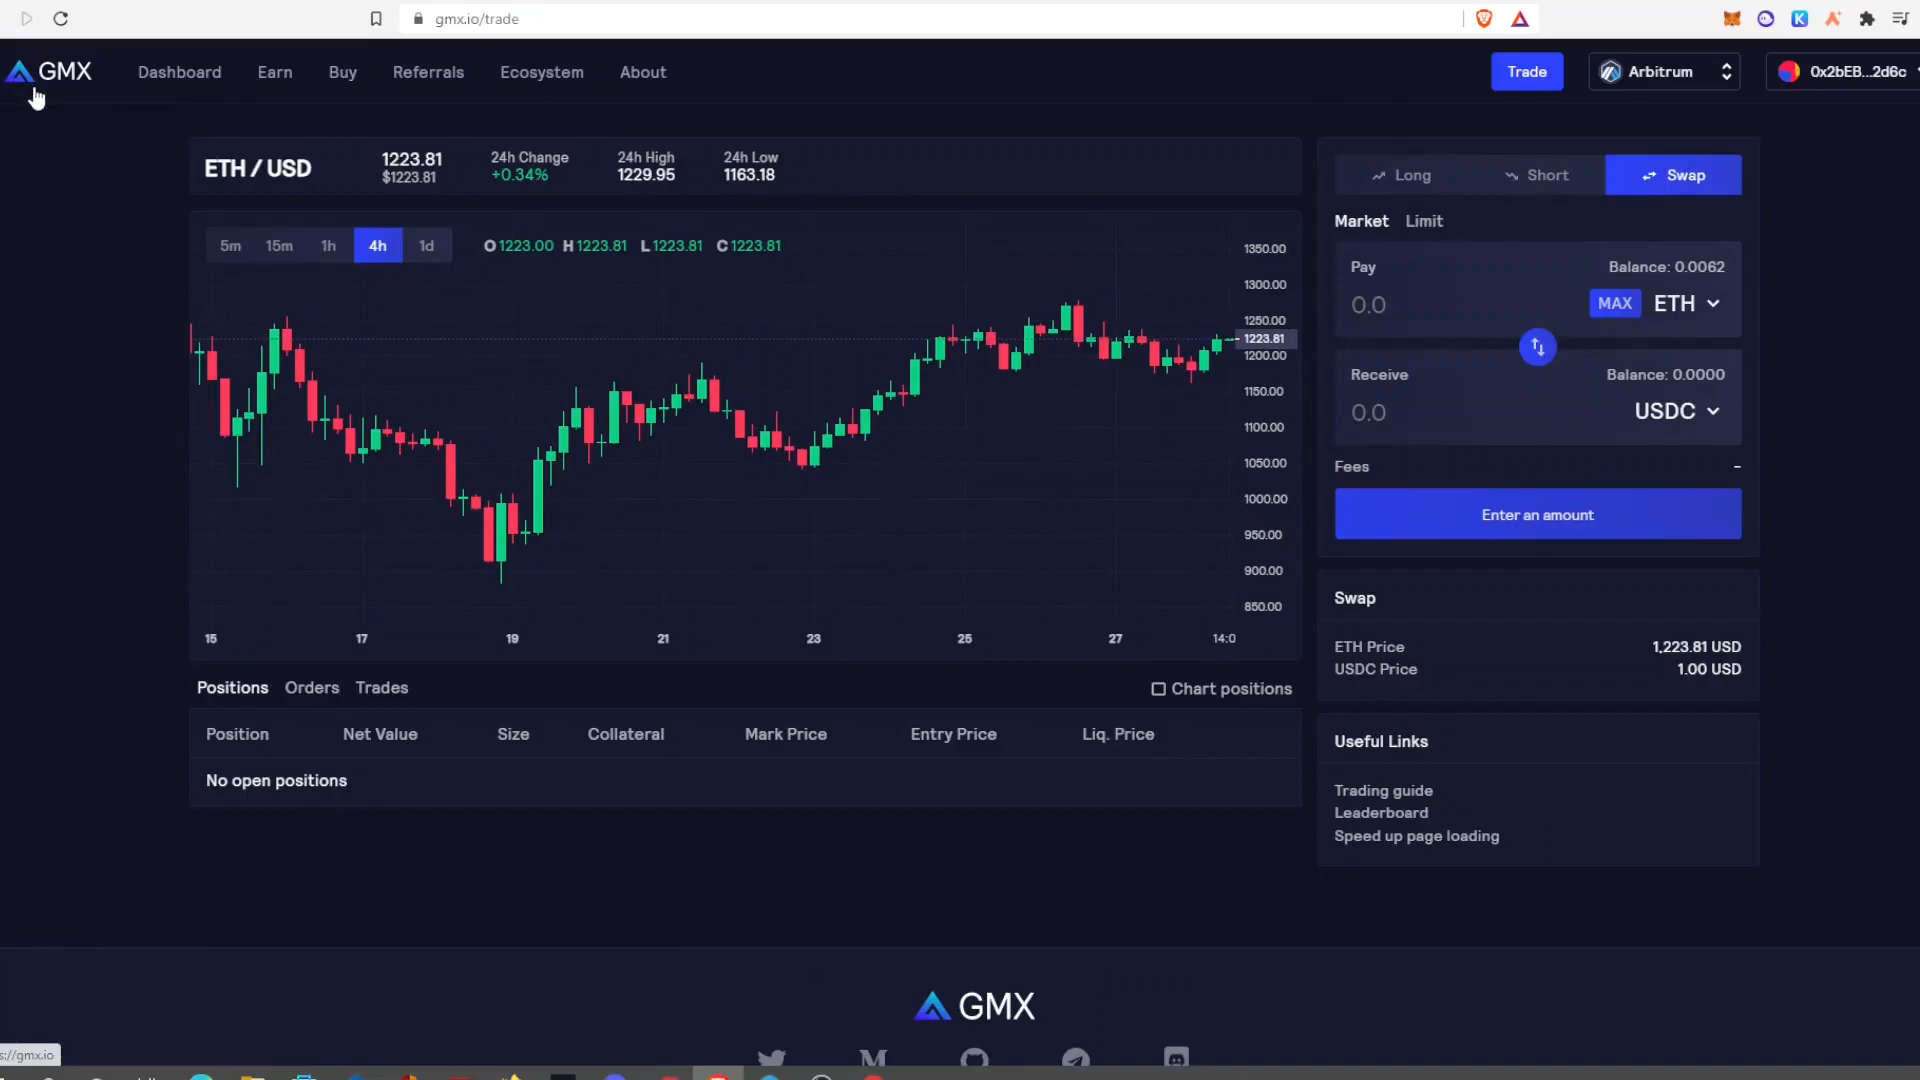 gmx.io/trade
GMX
Dashboard
Earn
Buy
Referrals
Ecosystem
About
Trade
Arbitrum
0x2bEB...2d6c
ETH / USD
1223.81
$1223.81
24h Change
+0.34%
24h High
1229.95
24h Low
1163.18
5m
15m
1h
4h
1d
O 1223.00 H 1223.81 L 1223.81 C 1223.81
1350.00
1300.00
1250.00
1223.81
1200.00
1150.00
1100.00
1050.00
1000.00
950.00
900.00
850.00
15
17
19
21
23
25
27
14:0
Long
Short
Swap
Market
Limit
Pay
Balance: 0.0062
0.0
MAX
ETH
Receive
Balance: 0.0000
0.0
USDC
Fees
-
Enter an amount
Swap
ETH Price
1,223.81 USD
USDC Price
1.00 USD
Useful Links
Trading guide
Leaderboard
Speed up page loading
Positions
Orders
Trades
Chart positions
Position
Net Value
Size
Collateral
Mark Price
Entry Price
Liq. Price
No open positions
GMX
s://gmx.io